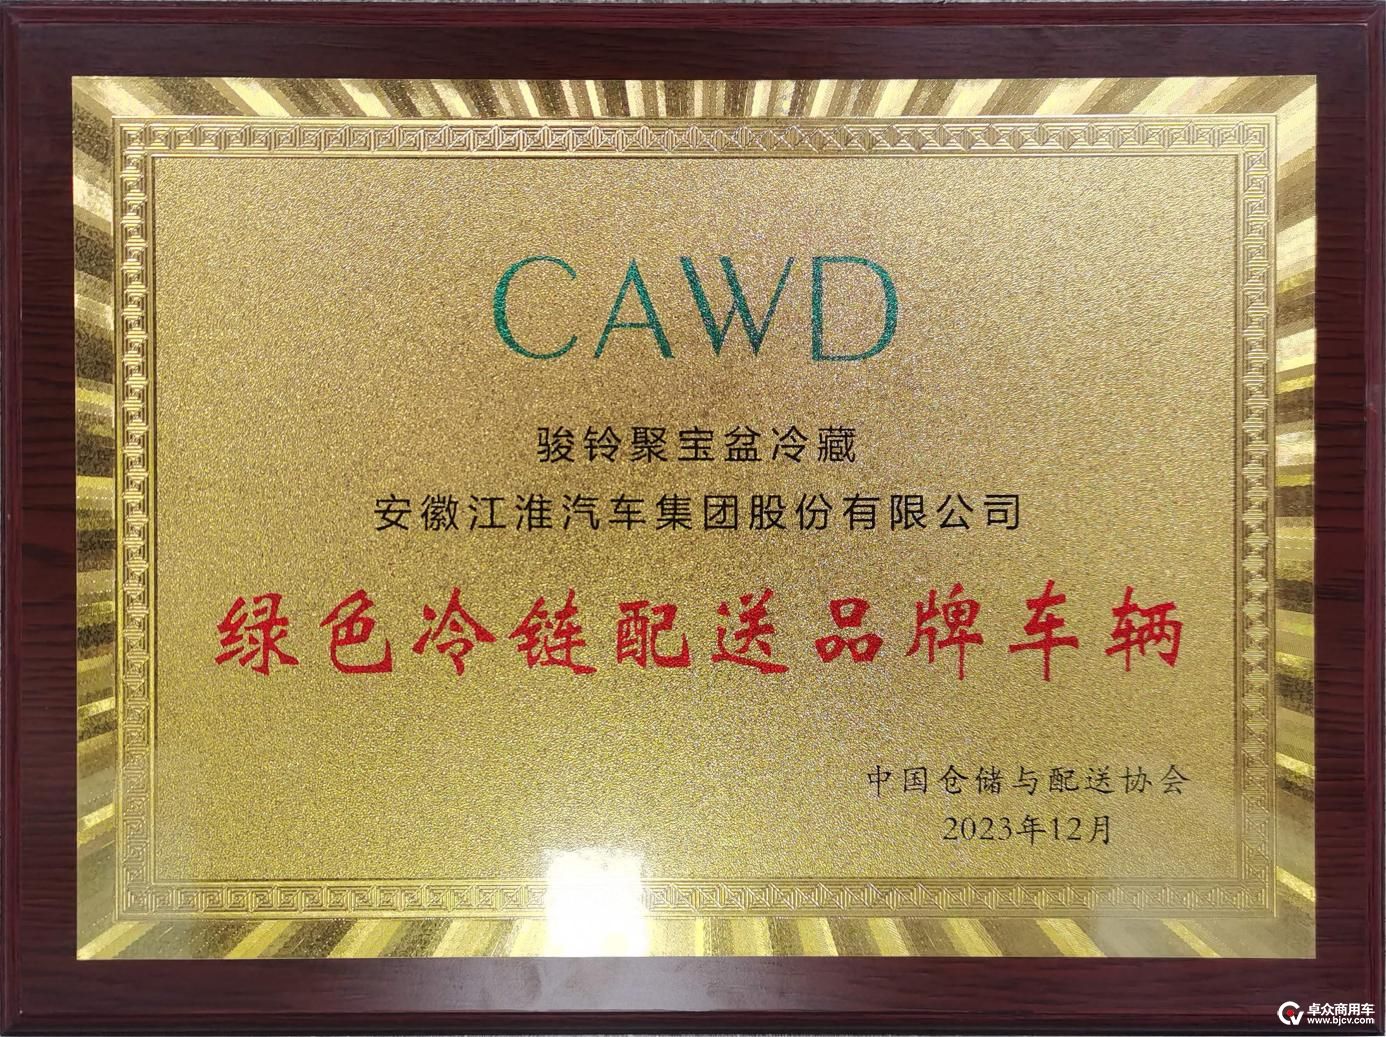 CAWD
骏铃聚宝盆冷藏
安徽江淮汽车集团股份有限公司
绿色冷链配送品牌车辆
中国仓储与配送协会
2023年12月
卓众商用车
www.bjcv.com